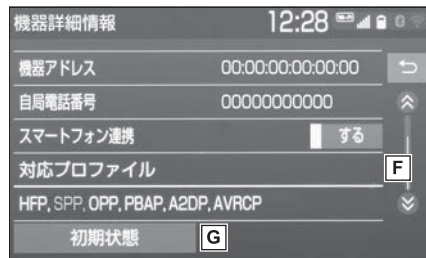 機器詳細情報 12:28
機器アドレス 00:00:00:00:00:00
自局電話番号 00000000000
スマートフォン連携 する
対応プロファイル
F
HFP, SPP, OPP, PBAP, A2DP, AVRCP
初期状態 G